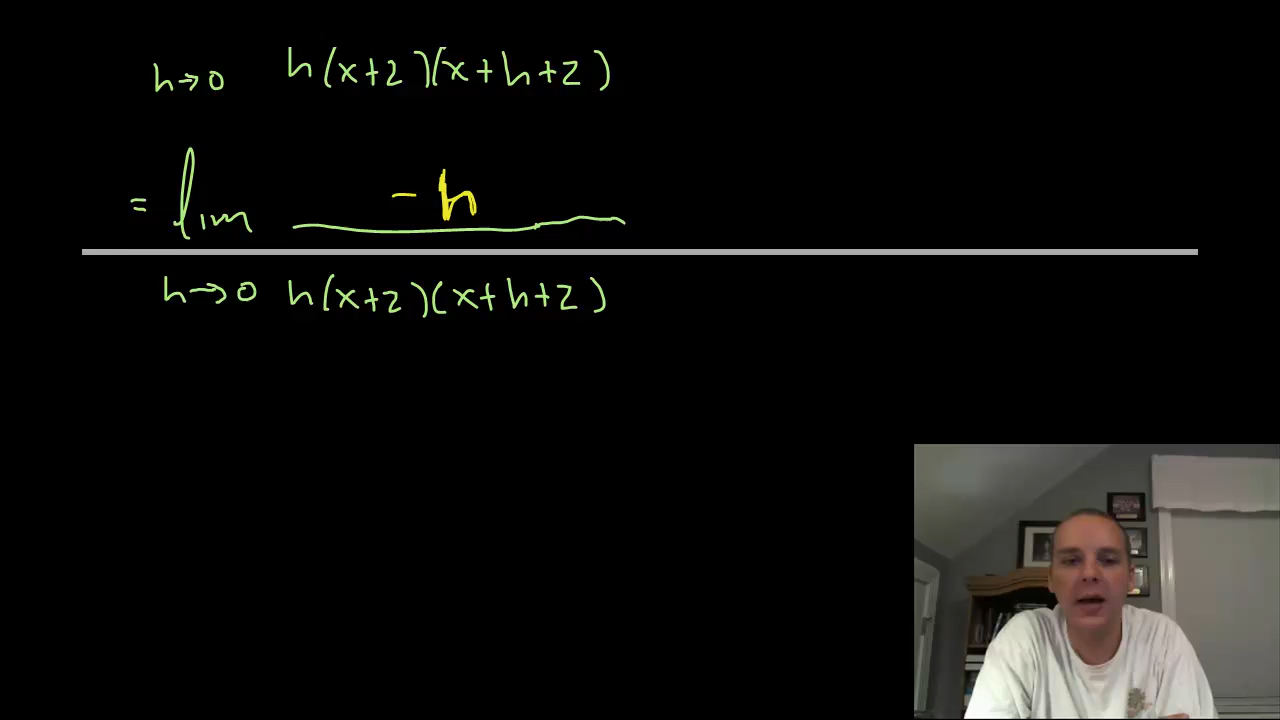 h→0 h(x+2)(x+h+2)
= lim -h
h→0 h(x+2)(x+h+2)